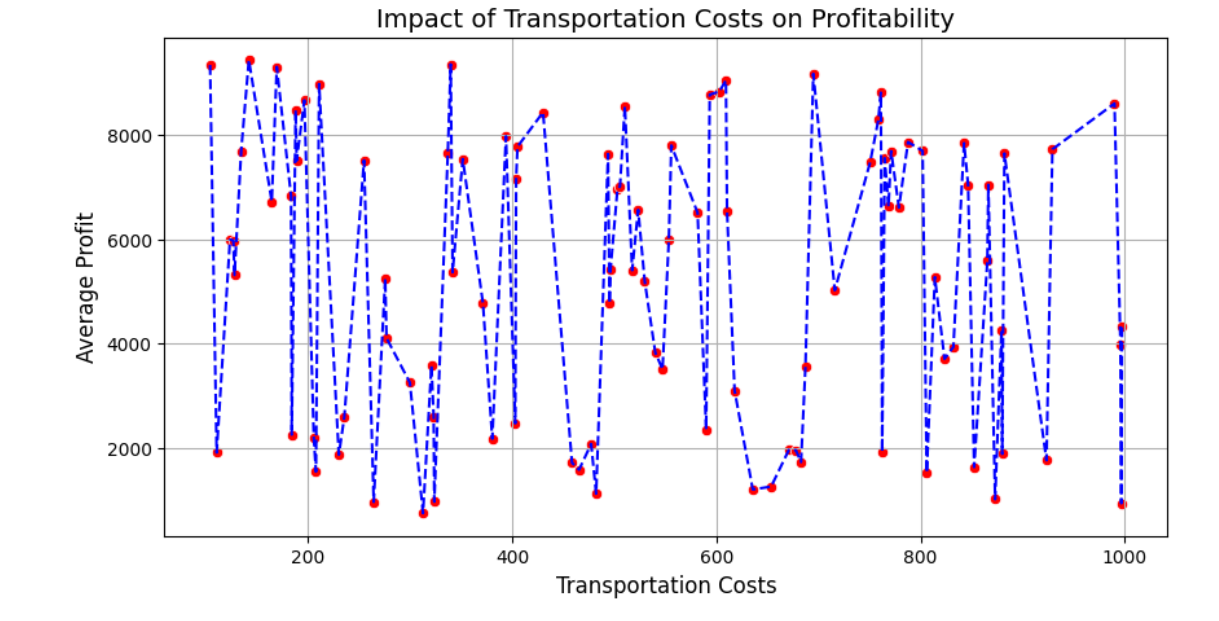 Impact of Transportation Costs on Profitability
Average Profit
8000
6000
4000
2000
200 400 600 800 1000
Transportation Costs